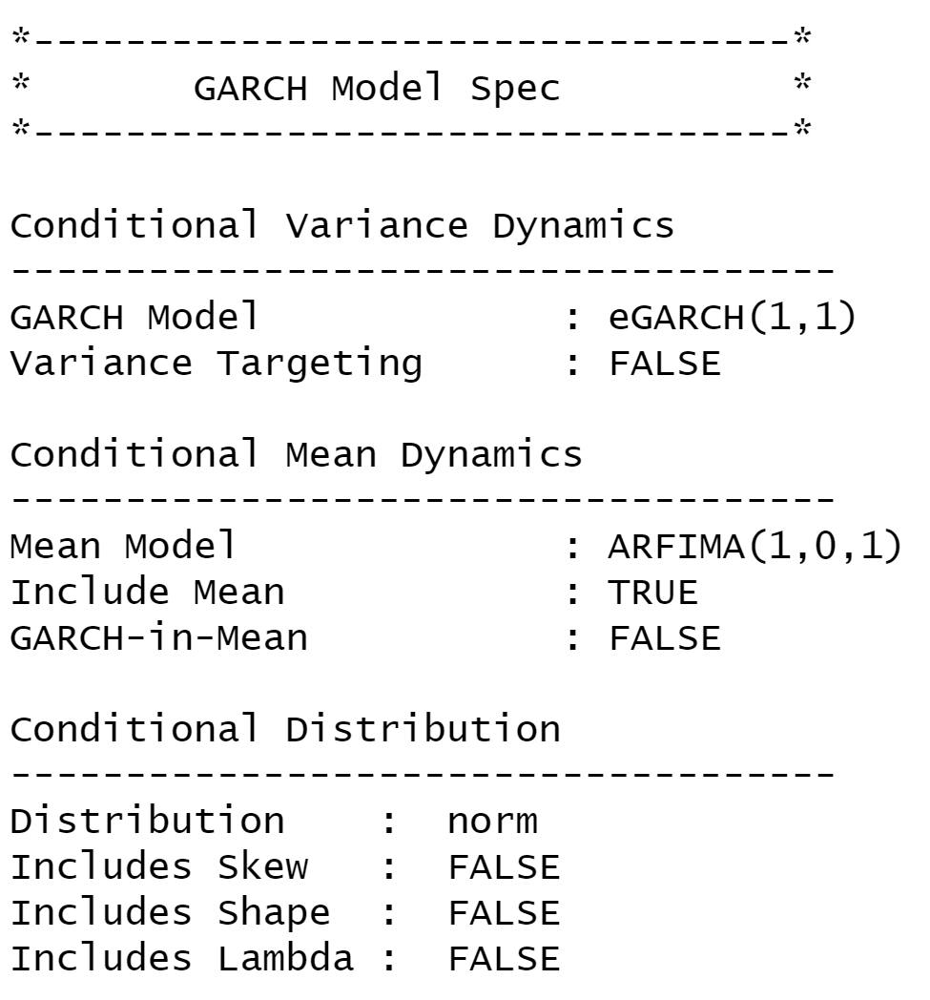 *---------------------------------*
*       GARCH Model Spec          *
*---------------------------------*

Conditional Variance Dynamics
------------------------------------
GARCH Model             : eGARCH(1,1)
Variance Targeting      : FALSE

Conditional Mean Dynamics
------------------------------------
Mean Model              : ARFIMA(1,0,1)
Include Mean            : TRUE
GARCH-in-Mean           : FALSE

Conditional Distribution
------------------------------------
Distribution    :  norm
Includes Skew   :  FALSE
Includes Shape  :  FALSE
Includes Lambda :  FALSE